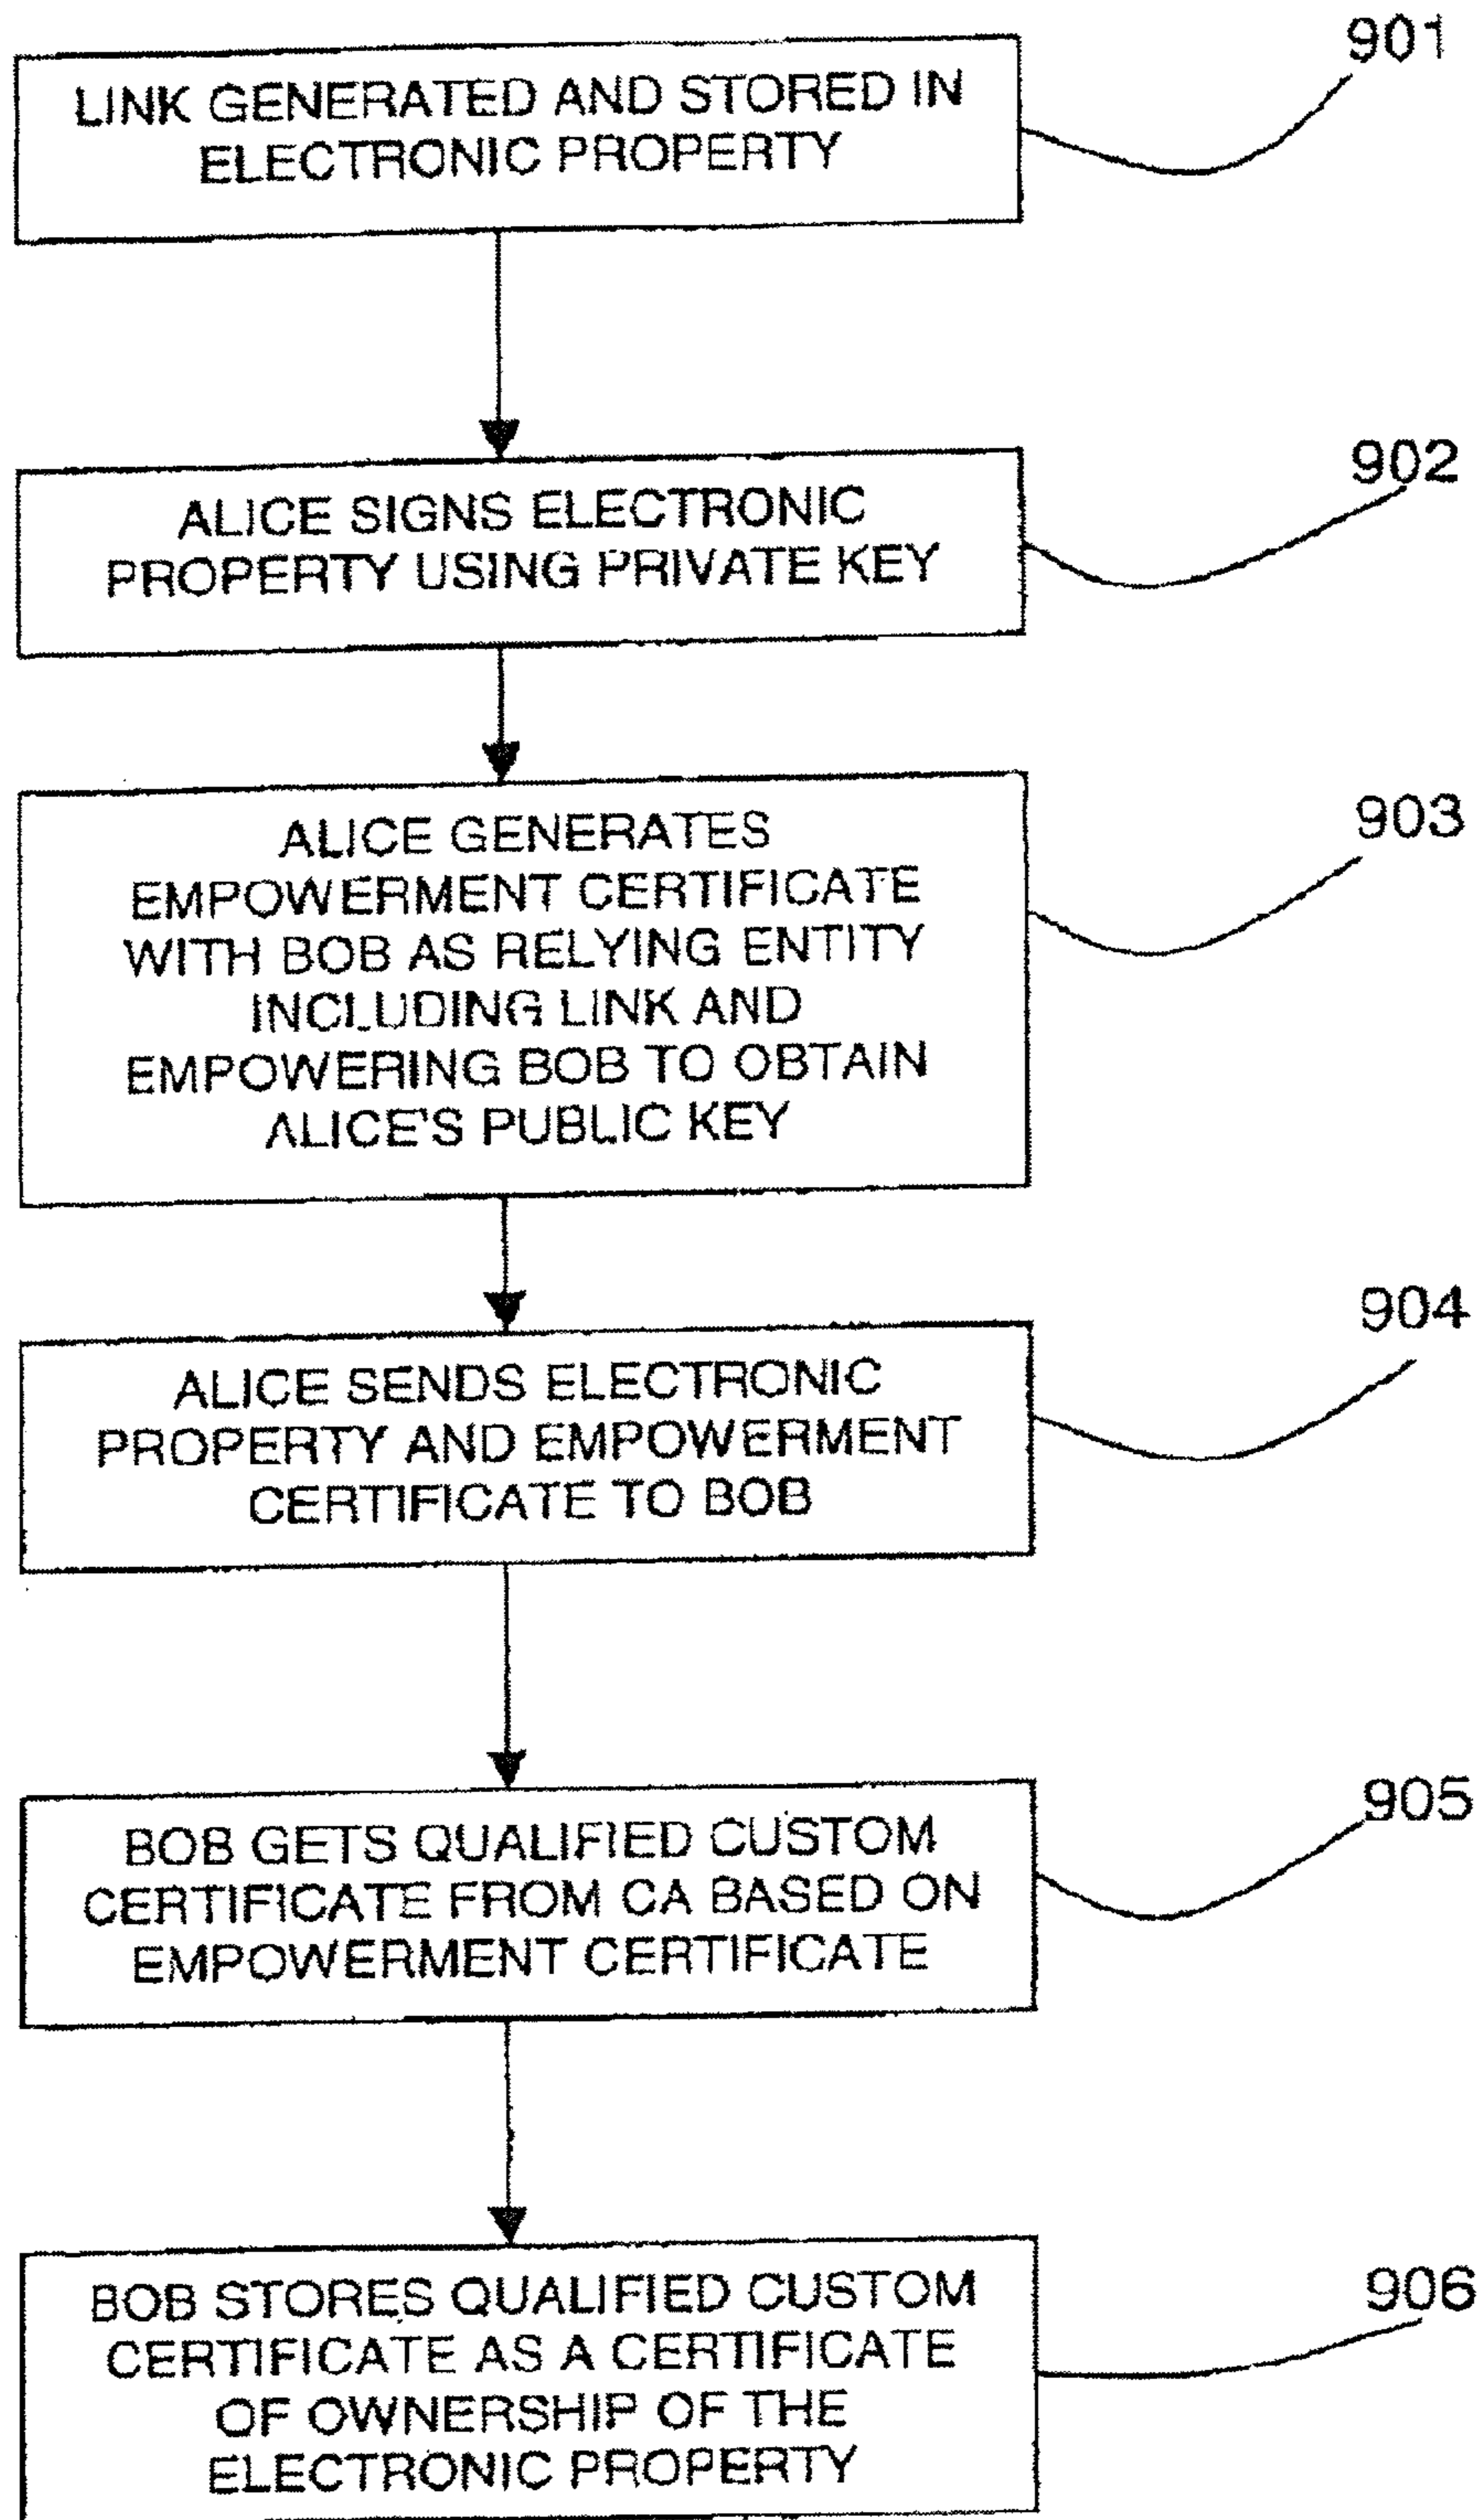 901
LINK GENERATED AND STORED IN
ELECTRONIC PROPERTY
902
ALICE SIGNS ELECTRONIC
PROPERTY USING PRIVATE KEY
903
ALICE GENERATES
EMPOWERMENT CERTIFICATE
WITH BOB AS RELYING ENTITY
INCLUDING LINK AND
EMPOWERING BOB TO OBTAIN
ALICE'S PUBLIC KEY
904
ALICE SENDS ELECTRONIC
PROPERTY AND EMPOWERMENT
CERTIFICATE TO BOB
905
BOB GETS QUALIFIED CUSTOM
CERTIFICATE FROM CA BASED ON
EMPOWERMENT CERTIFICATE
906
BOB STORES QUALIFIED CUSTOM
CERTIFICATE AS A CERTIFICATE
OF OWNERSHIP OF THE
ELECTRONIC PROPERTY